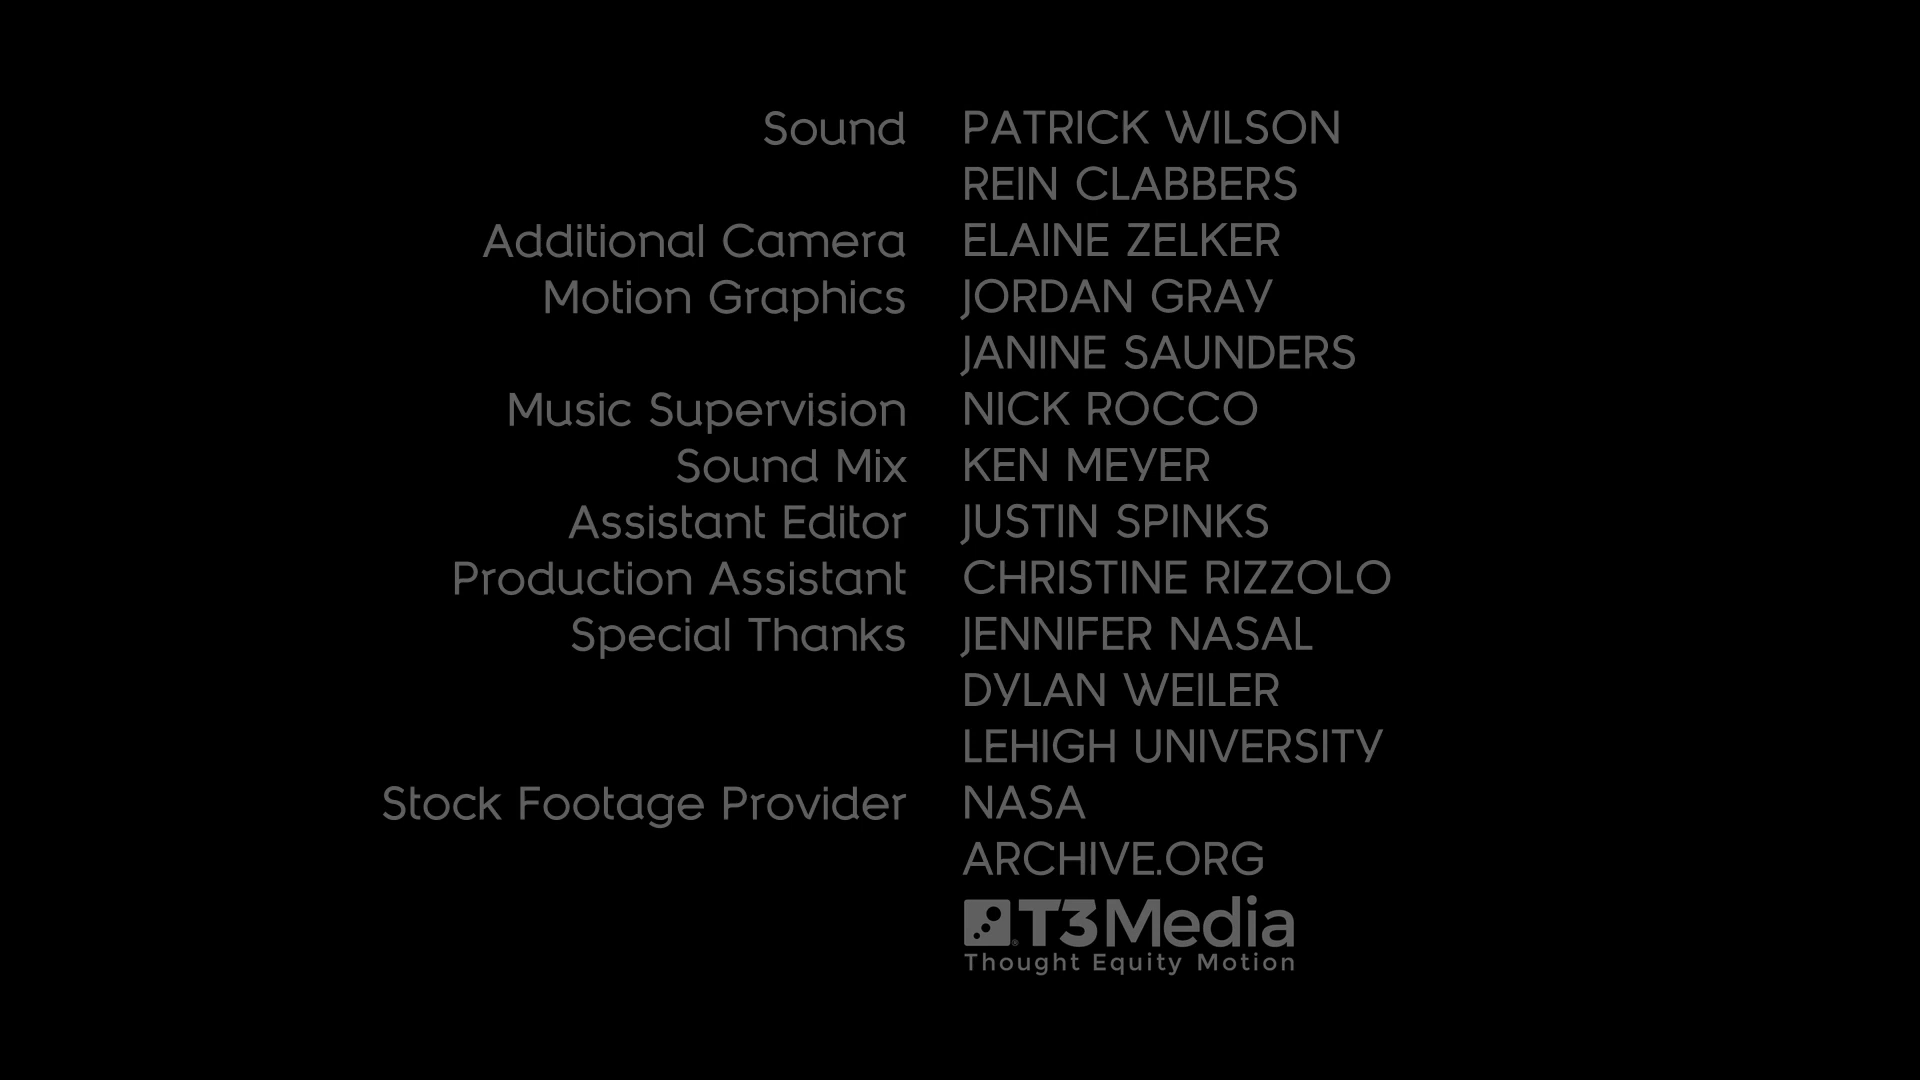 Sound PATRICK WILSON
REIN CLABBERS
Additional Camera ELAINE ZELKER
Motion Graphics JORDAN GRAY
JANINE SAUNDERS
Music Supervision NICK ROCCO
Sound Mix KEN MEYER
Assistant Editor JUSTIN SPINKS
Production Assistant CHRISTINE RIZZOLO
Special Thanks JENNIFER NASAL
DYLAN WEILER
LEHIGH UNIVERSITY
Stock Footage Provider NASA
ARCHIVE.ORG
® T3Media
Thought Equity Motion